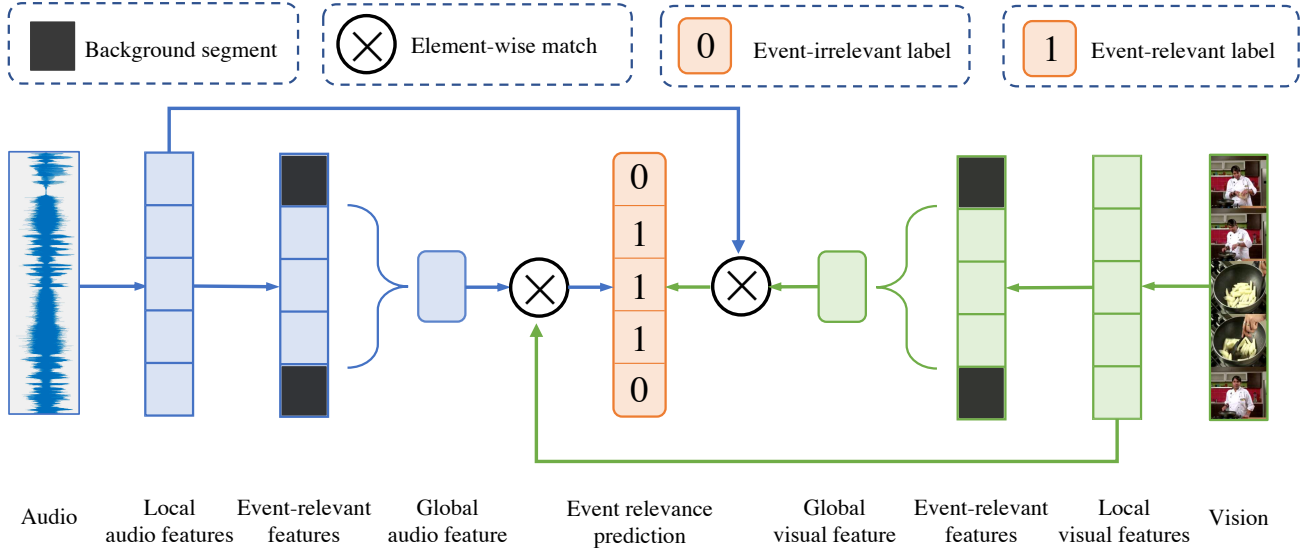 Background segment
Element-wise match
0
Event-irrelevant label
1
Event-relevant label
0
1
1
1
0
Audio
Local
audio features
Event-relevant
features
Global
audio feature
Event relevance
prediction
Global
visual feature
Event-relevant
features
Local
visual features
Vision